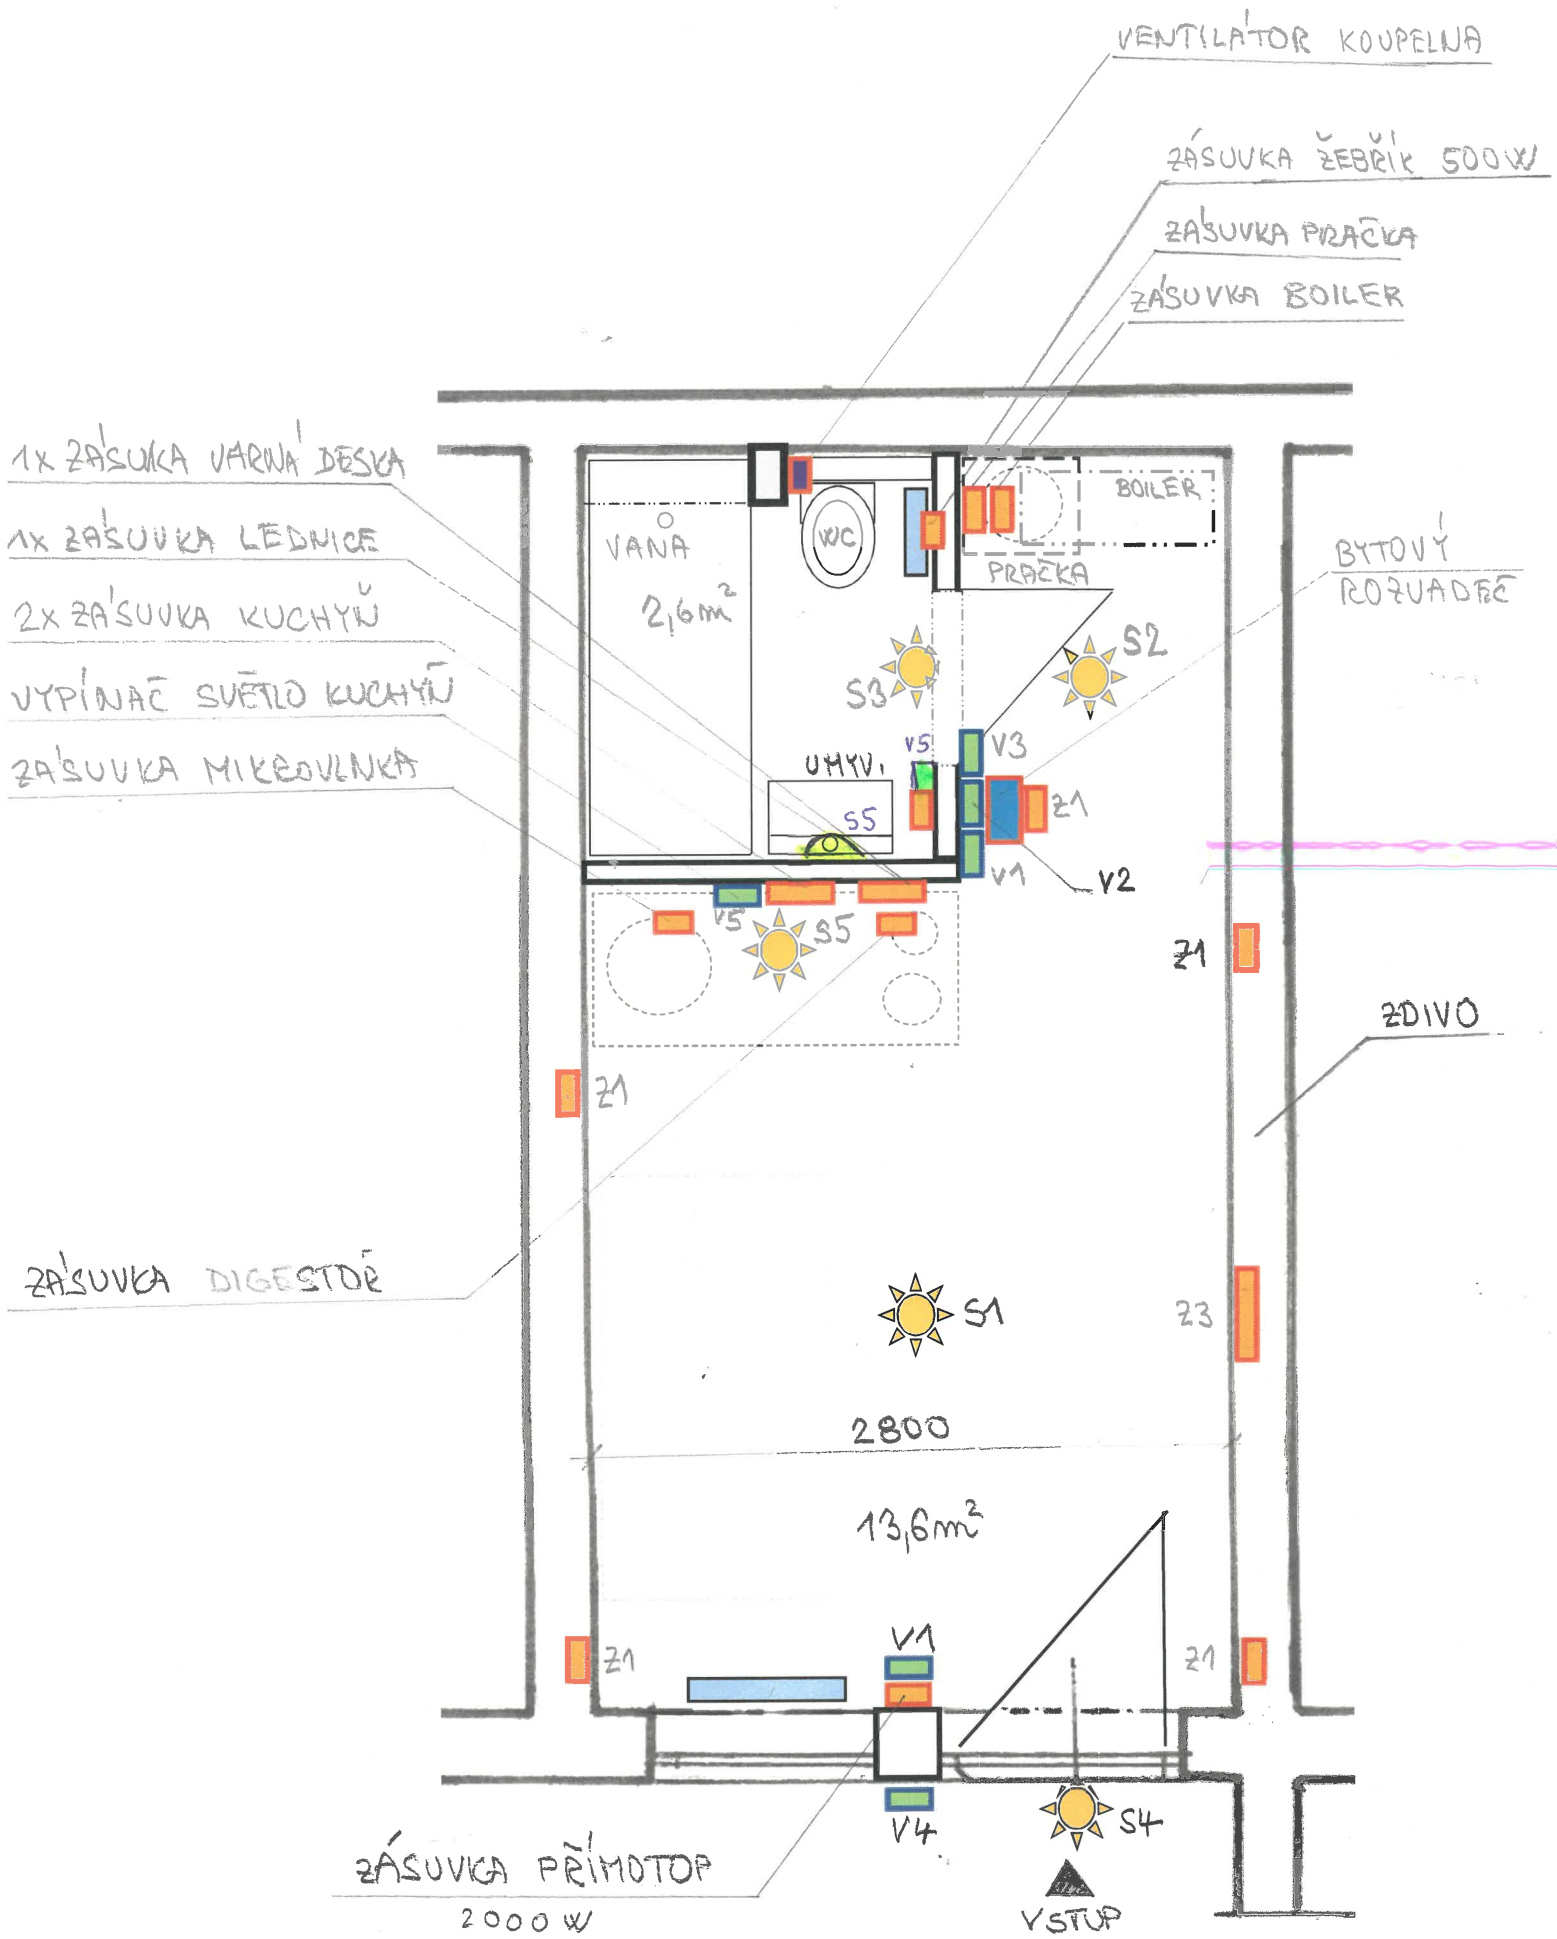 VENTILÁTOR KOUPELNA
ZÁSUVKA ŽEBŘÍK 500W
ZÁSUVKA PRAČKA
ZÁSUVKA BOILER
1x ZÁSUVKA VARNÁ DESKA
1x ZÁSUVKA LEDNICE
2x ZÁSUVKA KUCHYŇ
VYPÍNAČ SVĚTLO KUCHYŇ
ZÁSUVKA MIKROVLNKA
BYTOVÝ
ROZVADĚČ
BOILER
PRAČKA
VANA
WC
2,6m²
S3
S2
V5
V3
UMYV.
S5
Z1
V1
V2
V5
S5
Z1
ZDIVO
Z1
ZÁSUVKA DIGESTOŘ
S1
Z3
2800
13,6m²
Z1
V1
Z1
V4
S4
ZÁSUVKA PŘÍMOTOP
2000W
VSTUP